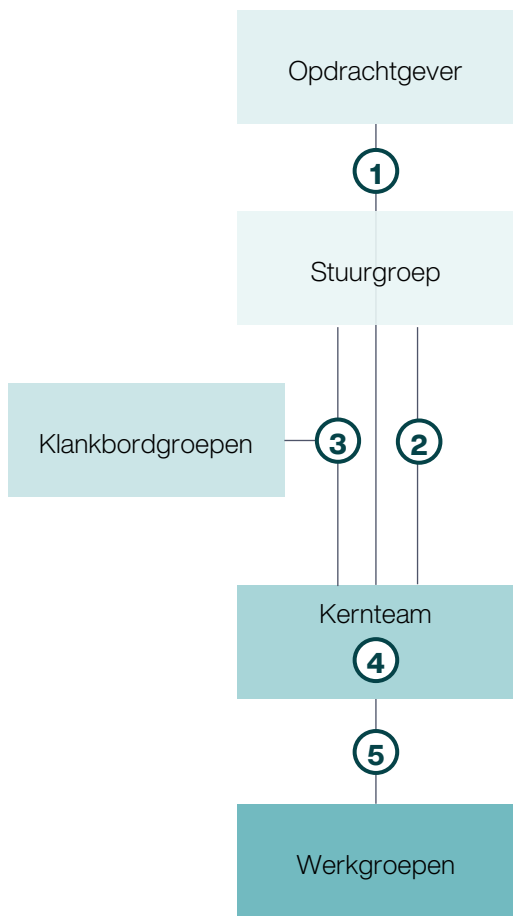 Opdrachtgever
1
Stuurgroep
Klankbordgroepen
3
2
Kernteam
4
5
Werkgroepen